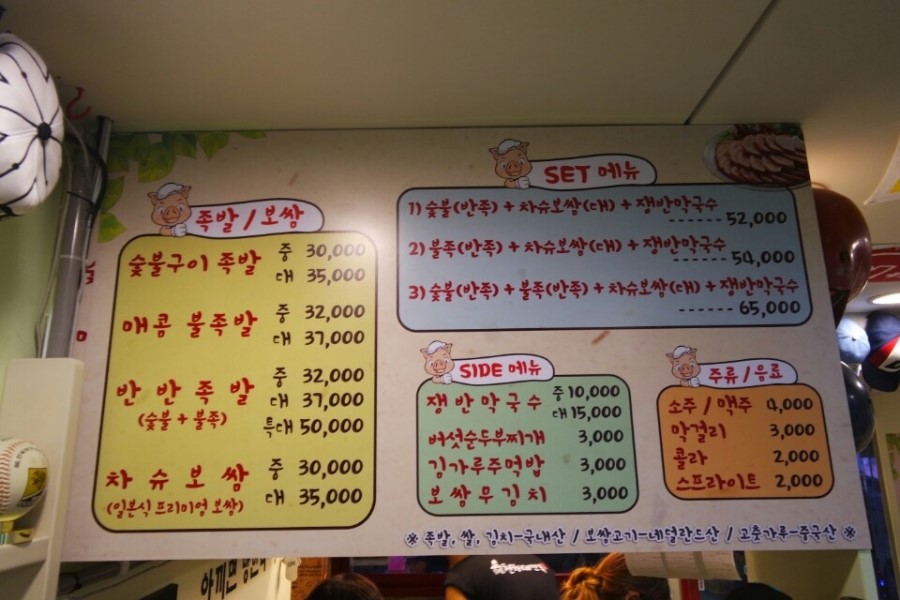 족발 / 보쌈
숯불구이 족발 중 30,000
대 35,000
매콤 불족발 중 32,000
대 37,000
반반족발 중 32,000
(숯불+불족) 대 37,000
특대 50,000
차슈보쌈 중 30,000
(일본식 프리미엄 보쌈) 대 35,000
SET 메뉴
1) 숯불(반족) + 차슈보쌈(대) + 쟁반막국수
------ 52,000
2) 불족(반족) + 차슈보쌈(대) + 쟁반막국수
------ 54,000
3) 숯불(반족) + 불족(반족) + 차슈보쌈(대) + 쟁반막국수
------ 65,000
SIDE 메뉴
쟁반막국수 중 10,000
대 15,000
버섯순두부찌개 3,000
김가루주먹밥 3,000
보쌈무김치 3,000
주류/음료
소주/맥주 4,000
막걸리 3,000
콜라 2,000
스프라이트 2,000
※ 족발, 쌀, 김치-국내산 / 보쌈고기-네덜란드산 / 고춧가루-중국산 ※